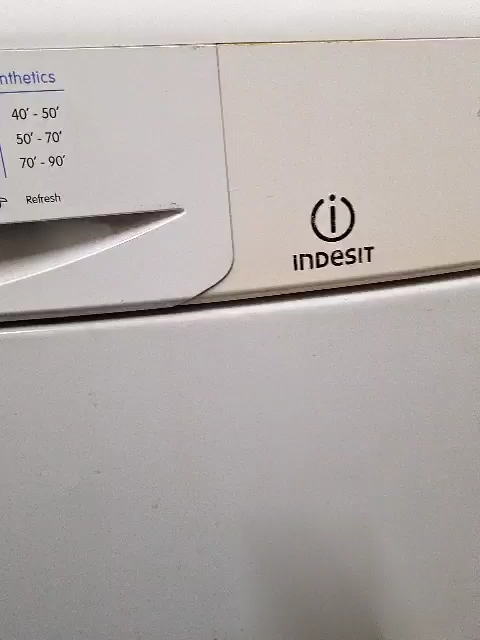 nthetics
40' - 50'
50' - 70'
70' - 90'
Refresh
INDESIT